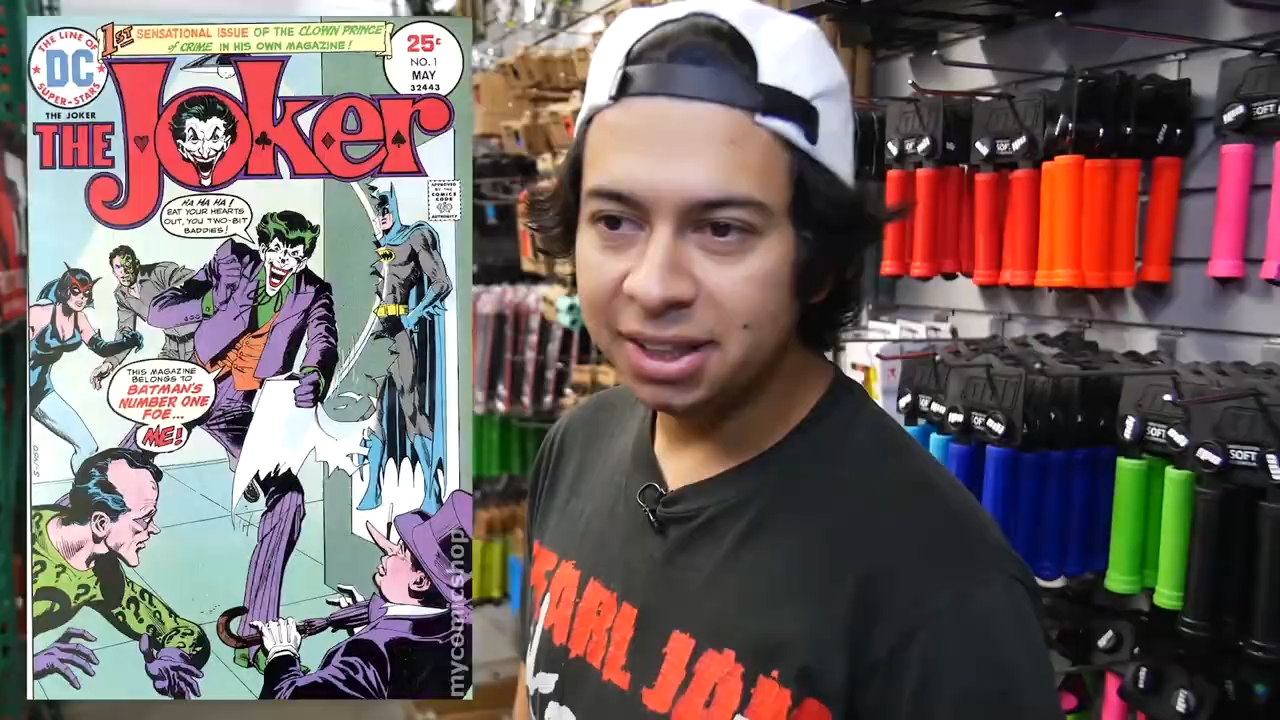 THE LINE OF
DC
SUPER-STARS
1ST SENSATIONAL ISSUE OF THE CLOWN PRINCE
of CRIME IN HIS OWN MAGAZINE!
25¢
NO. 1
MAY
32443
THE JOKER
THE JOKER
APPROVED
BY THE
COMICS
CODE
AUTHORITY
HA HA HA!
EAT YOUR HEARTS
OUT, YOU TWO-BIT
BADDIES!
THIS MAGAZINE
BELONGS TO
BATMAN'S
NUMBER ONE
FOE...
ME!
mycomicshop
PEARL JAM
SOFT
SOFT
SOFT
SOFT